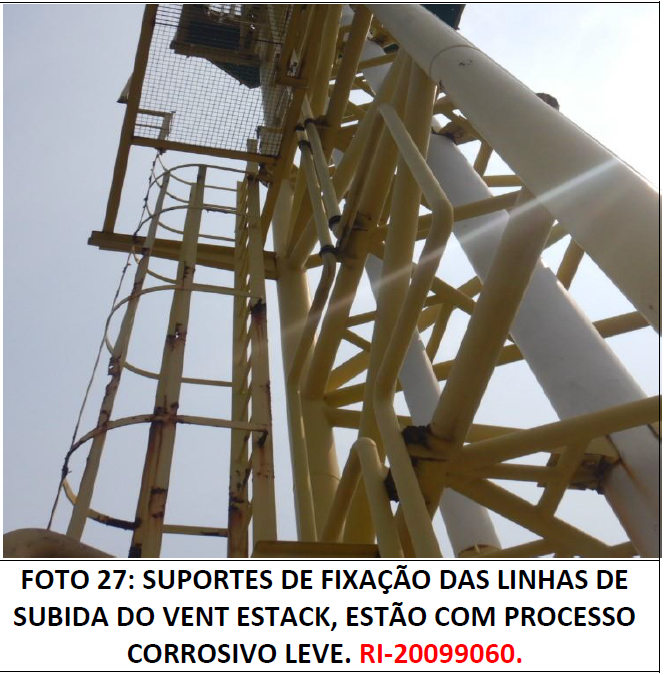 FOTO 27: SUPORTES DE FIXAÇÃO DAS LINHAS DE
SUBIDA DO VENT ESTACK, ESTÃO COM PROCESSO
CORROSIVO LEVE. RI-20099060.